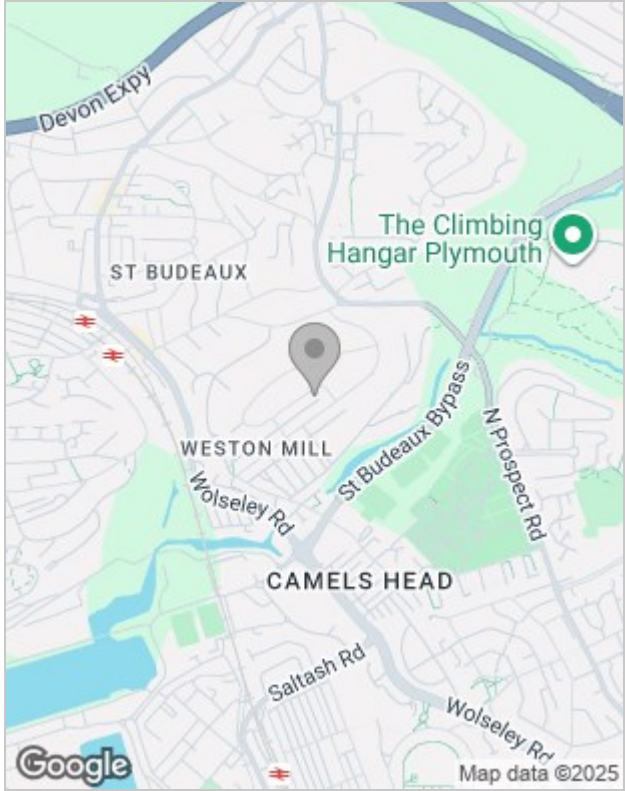 Devon Expy
The Climbing
Hangar Plymouth
ST BUDEAUX
St Budeaux Bypass
N Prospect Rd
WESTON MILL
Wolseley Rd
CAMELS HEAD
Saltash Rd
Wolseley Rd
Google
Map data ©2025